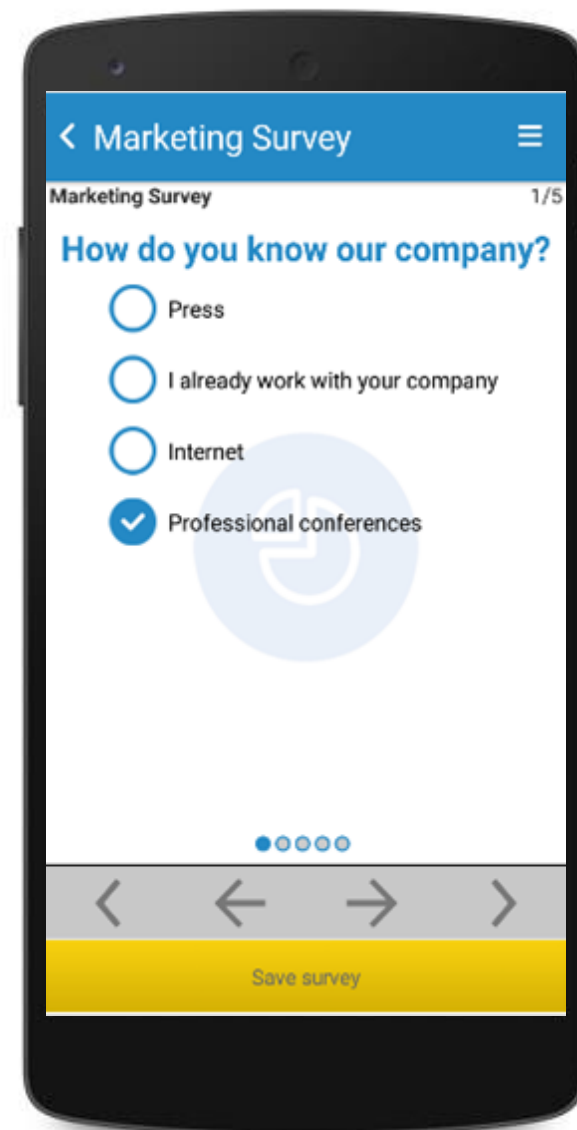 Marketing Survey
Marketing Survey 1/5
How do you know our company?
Press
I already work with your company
Internet
Professional conferences
Save survey